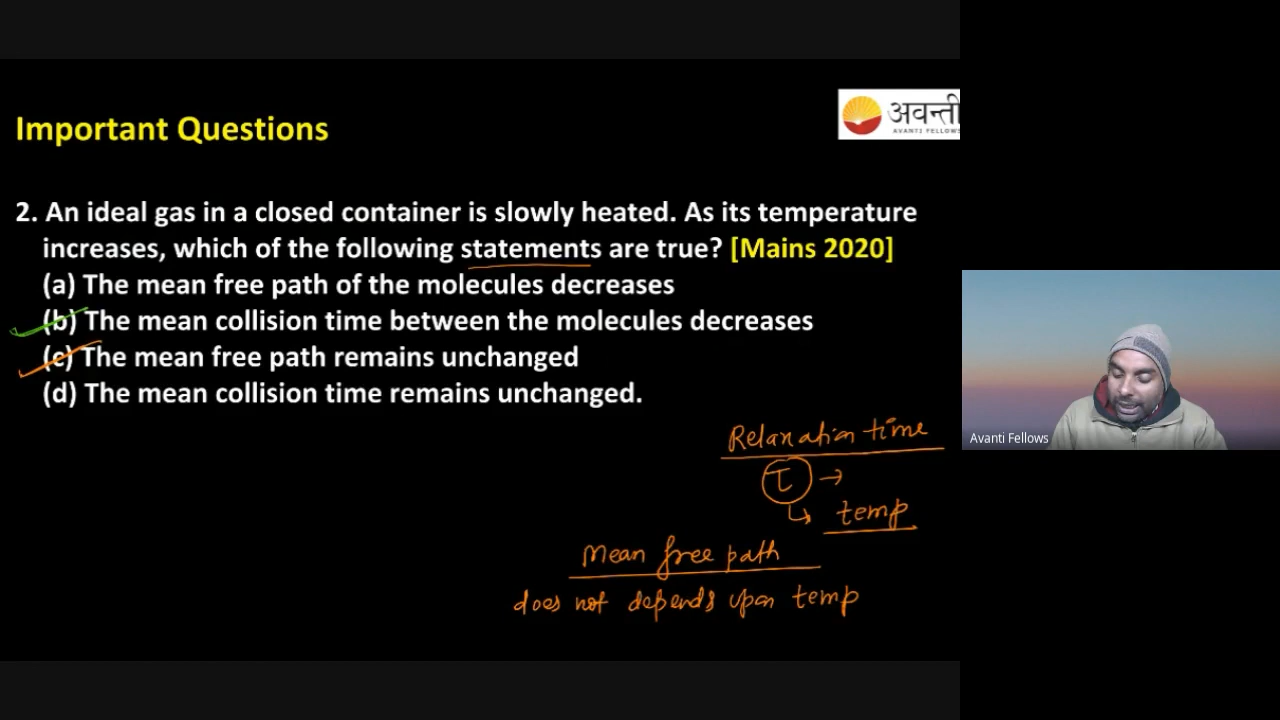 Important Questions
अवन्ती
AVANTI FELLOWS
2. An ideal gas in a closed container is slowly heated. As its temperature
increases, which of the following statements are true? [Mains 2020]
(a) The mean free path of the molecules decreases
(b) The mean collision time between the molecules decreases
(c) The mean free path remains unchanged
(d) The mean collision time remains unchanged.
Relaxation time
τ →
↳ temp
Mean free path
does not depends upon temp
Avanti Fellows